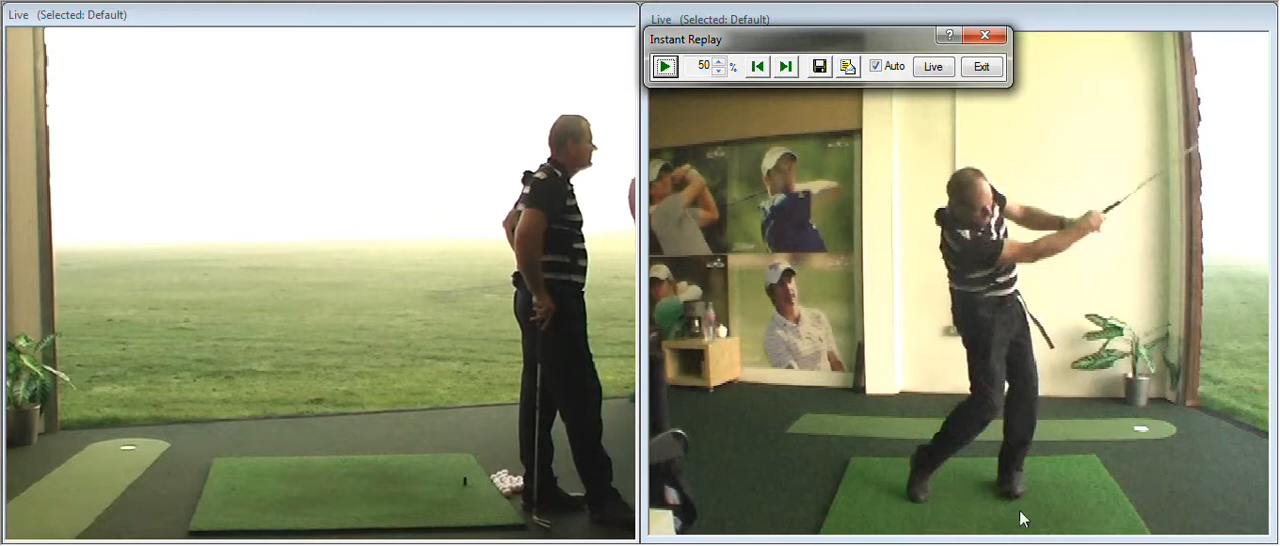 Live (Selected: Default)
Live (Selected: Default)
Instant Replay
50 %
Auto
Live
Exit